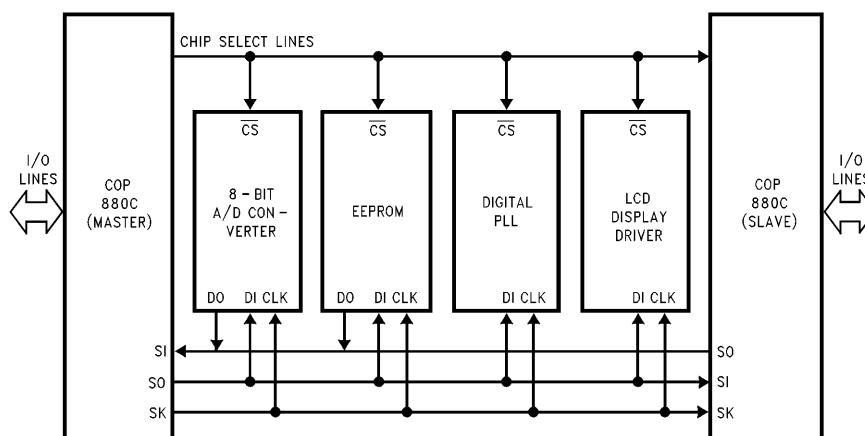 CHIP SELECT LINES
CS CS CS CS
I/O
LINES
COP
880C
(MASTER)
8-BIT
A/D CON-
VERTER
EEPROM
DIGITAL
PLL
LCD
DISPLAY
DRIVER
COP
880C
(SLAVE)
I/O
LINES
DO DI CLK DO DI CLK DI CLK DI CLK
SI SO
SO SI
SK SK